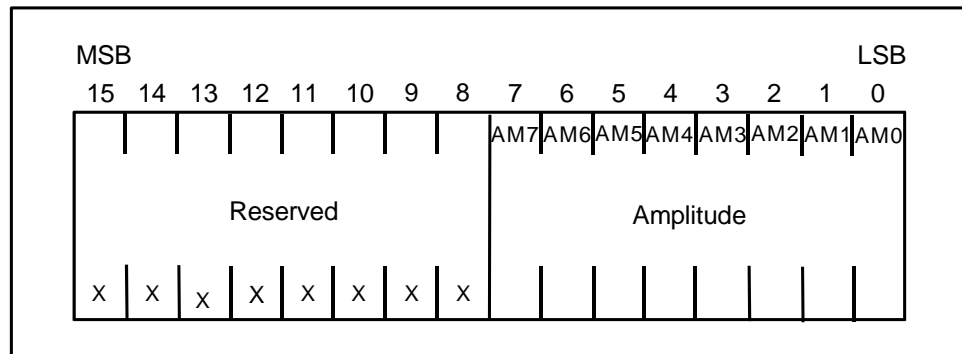 MSB LSB
15 14 13 12 11 10 9 8 7 6 5 4 3 2 1 0
AM7 AM6 AM5 AM4 AM3 AM2 AM1 AM0
Reserved Amplitude
X X X X X X X X